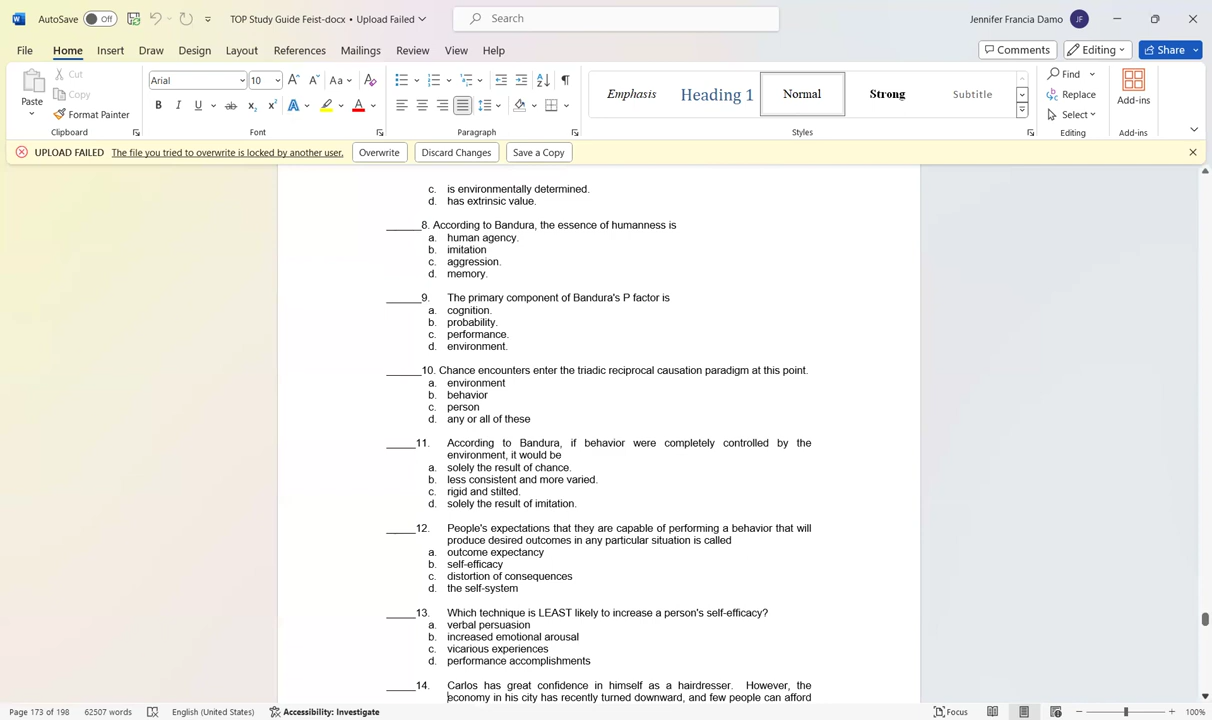 AutoSave Off TOP Study Guide Feist-docx • Upload Failed Search Jennifer Francia Damo JF
File Home Insert Draw Design Layout References Mailings Review View Help Comments Editing Share
Paste Cut Copy Format Painter Clipboard
Arial 10 Font
Paragraph
Emphasis Heading 1 Normal Strong Subtitle Styles
Find Replace Select Editing
Add-ins Add-ins
UPLOAD FAILED The file you tried to overwrite is locked by another user. Overwrite Discard Changes Save a Copy
c. is environmentally determined.
d. has extrinsic value.
______8. According to Bandura, the essence of humanness is
a. human agency.
b. imitation
c. aggression.
d. memory.
______9. The primary component of Bandura's P factor is
a. cognition.
b. probability.
c. performance.
d. environment.
______10. Chance encounters enter the triadic reciprocal causation paradigm at this point.
a. environment
b. behavior
c. person
d. any or all of these
_____11. According to Bandura, if behavior were completely controlled by the
environment, it would be
a. solely the result of chance.
b. less consistent and more varied.
c. rigid and stilted.
d. solely the result of imitation.
_____12. People's expectations that they are capable of performing a behavior that will
produce desired outcomes in any particular situation is called
a. outcome expectancy
b. self-efficacy
c. distortion of consequences
d. the self-system
_____13. Which technique is LEAST likely to increase a person's self-efficacy?
a. verbal persuasion
b. increased emotional arousal
c. vicarious experiences
d. performance accomplishments
_____14. Carlos has great confidence in himself as a hairdresser. However, the
economy in his city has recently turned downward, and few people can afford
Page 173 of 198 62507 words English (United States) Accessibility: Investigate Focus 100%